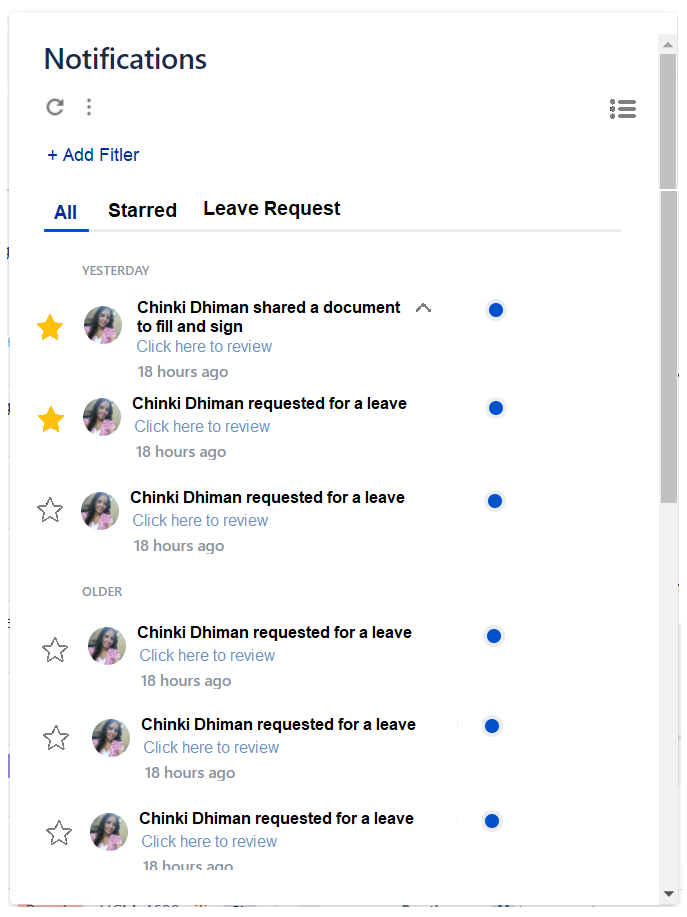 Notifications
+ Add Fitler
All Starred Leave Request
YESTERDAY
Chinki Dhiman shared a document
to fill and sign
Click here to review
18 hours ago
Chinki Dhiman requested for a leave
Click here to review
18 hours ago
Chinki Dhiman requested for a leave
Click here to review
18 hours ago
OLDER
Chinki Dhiman requested for a leave
Click here to review
18 hours ago
Chinki Dhiman requested for a leave
Click here to review
18 hours ago
Chinki Dhiman requested for a leave
Click here to review
18 hours ago